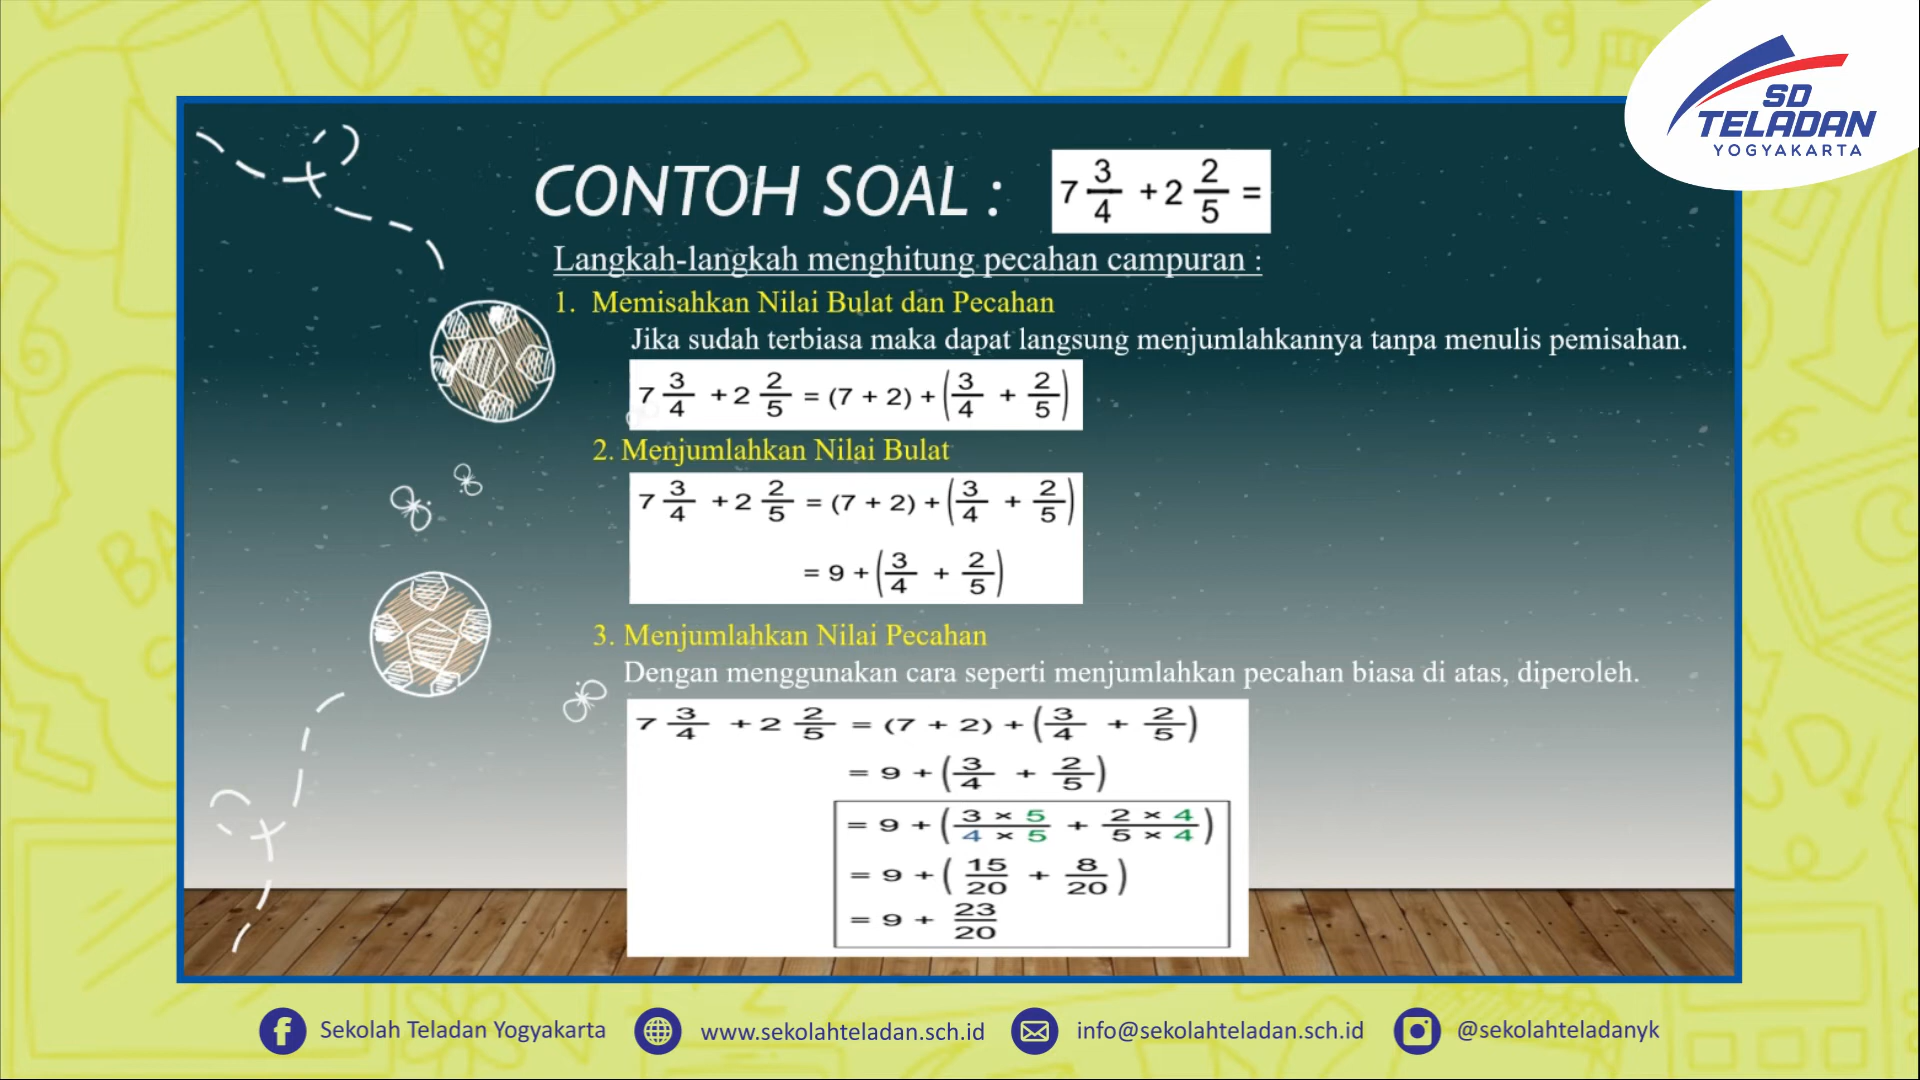 SD
TELADAN
YOGYAKARTA
CONTOH SOAL : 7 3/4 + 2 2/5 =
Langkah-langkah menghitung pecahan campuran :
1. Memisahkan Nilai Bulat dan Pecahan
Jika sudah terbiasa maka dapat langsung menjumlahkannya tanpa menulis pemisahan.
7 3/4 + 2 2/5 = (7 + 2) + (3/4 + 2/5)
2. Menjumlahkan Nilai Bulat
7 3/4 + 2 2/5 = (7 + 2) + (3/4 + 2/5)
= 9 + (3/4 + 2/5)
3. Menjumlahkan Nilai Pecahan
Dengan menggunakan cara seperti menjumlahkan pecahan biasa di atas, diperoleh.
7 3/4 + 2 2/5 = (7 + 2) + (3/4 + 2/5)
= 9 + (3/4 + 2/5)
= 9 + (3 × 5/4 × 5 + 2 × 4/5 × 4)
= 9 + (15/20 + 8/20)
= 9 + 23/20
Sekolah Teladan Yogyakarta www.sekolahteladan.sch.id info@sekolahteladan.sch.id @sekolahteladanyk